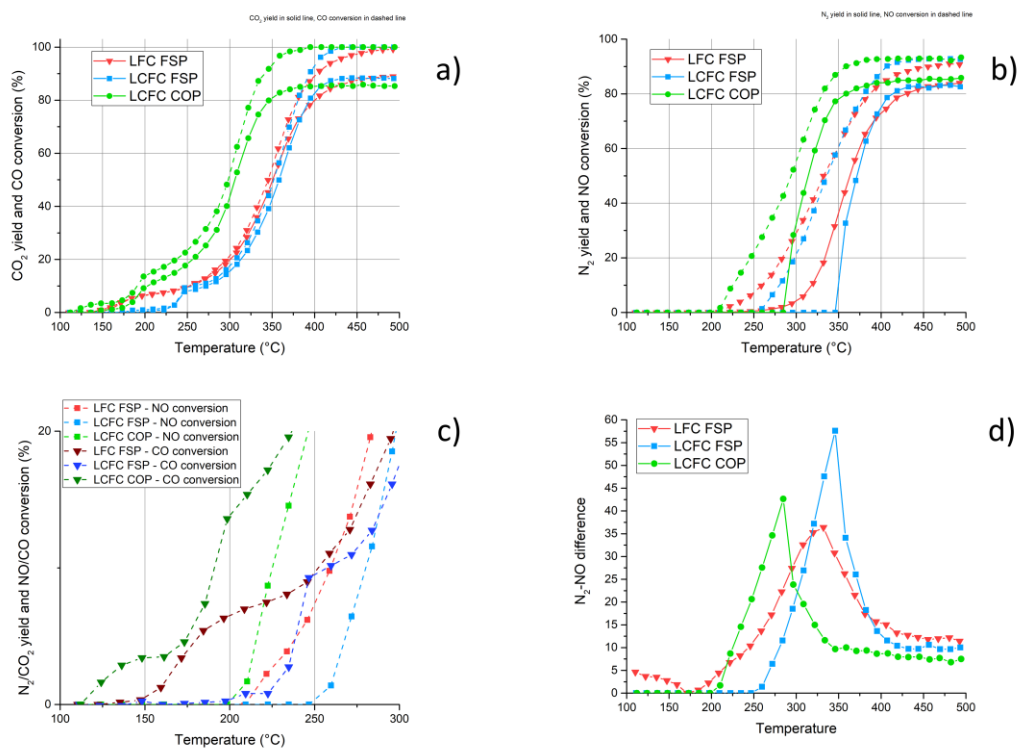 CO₂ yield in solid line, CO conversion in dashed line
100
80
60
40
20
0
CO₂ yield and CO conversion (%)
LFC FSP
LCFC FSP
LCFC COP
a)
100 150 200 250 300 350 400 450 500
Temperature (°C)
N₂ yield in solid line, NO conversion in dashed line
100
80
60
40
20
0
N₂ yield and NO conversion (%)
LFC FSP
LCFC FSP
LCFC COP
b)
100 150 200 250 300 350 400 450 500
Temperature (°C)
20
0
N₂/CO₂ yield and NO/CO conversion (%)
LFC FSP - NO conversion
LCFC FSP - NO conversion
LCFC COP - NO conversion
LFC FSP - CO conversion
LCFC FSP - CO conversion
LCFC COP - CO conversion
c)
100 150 200 250 300
Temperature (°C)
60
55
50
45
40
35
30
25
20
15
10
5
0
N₂-NO difference
LFC FSP
LCFC FSP
LCFC COP
d)
100 150 200 250 300 350 400 450 500
Temperature